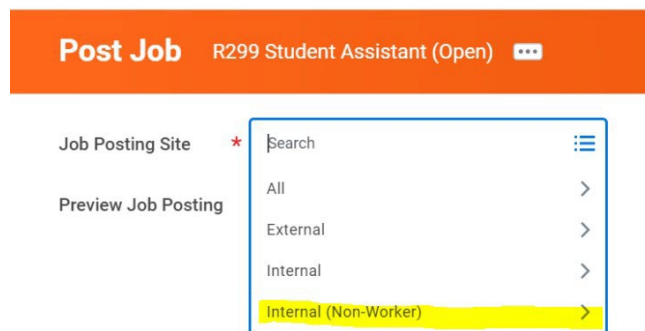 Post Job R299 Student Assistant (Open)
Job Posting Site * Search
All
Preview Job Posting
External
Internal
Internal (Non-Worker)